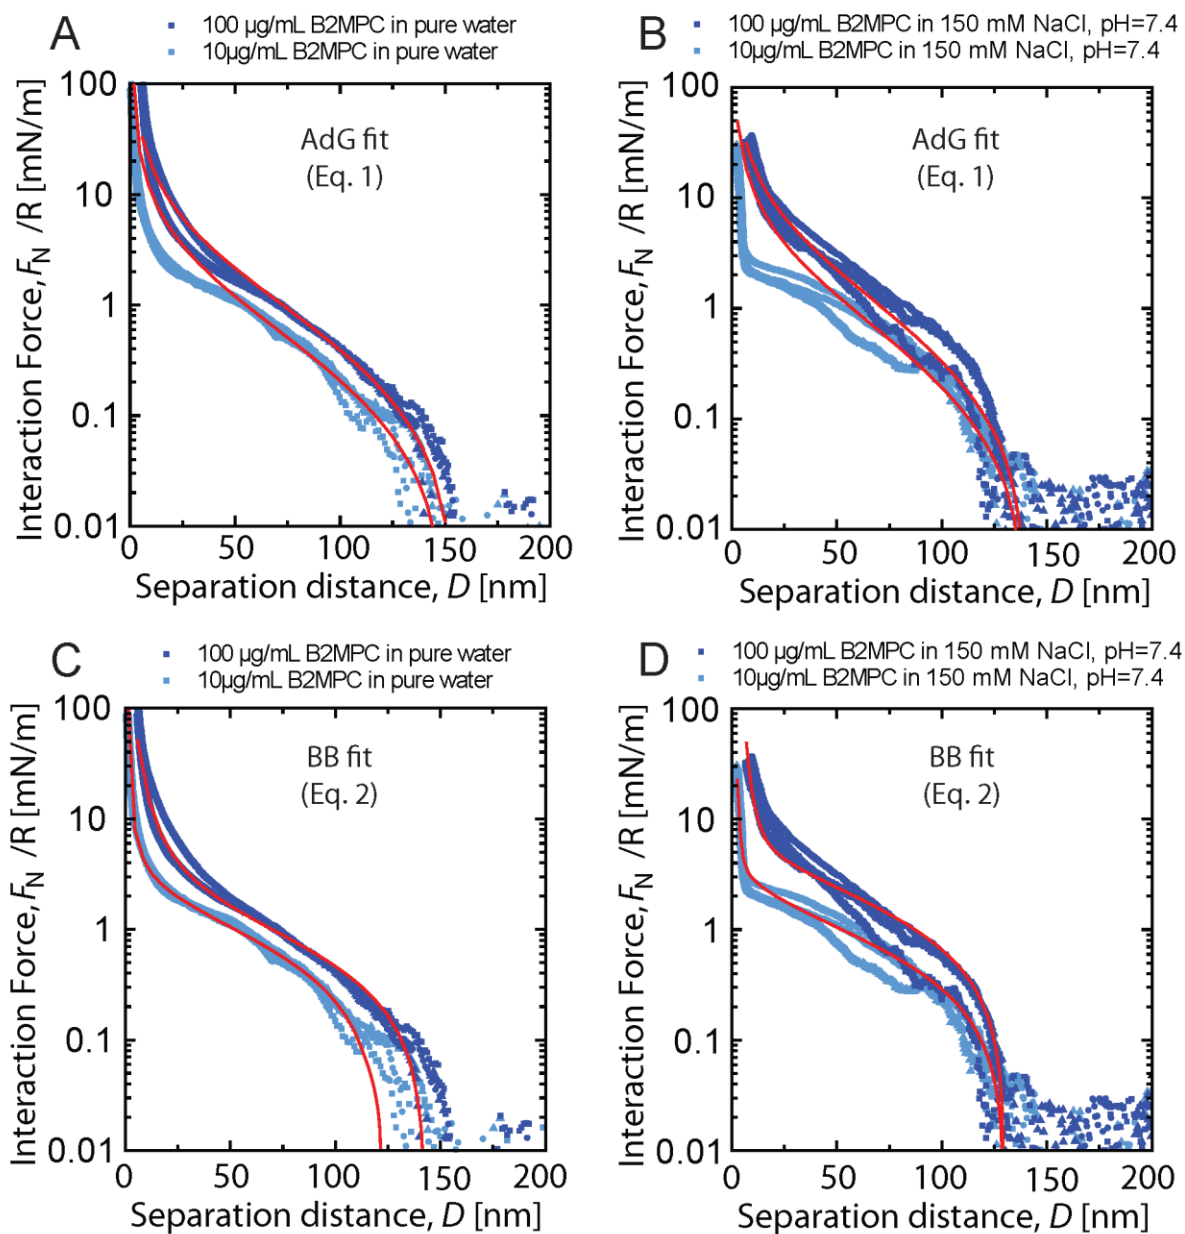 A
100 µg/mL B2MPC in pure water
10µg/mL B2MPC in pure water
Interaction Force, F_N /R [mN/m]
100
10
1
0.1
0.01
AdG fit
(Eq. 1)
0 50 100 150 200
Separation distance, D [nm]
B
100 µg/mL B2MPC in 150 mM NaCl, pH=7.4
10µg/mL B2MPC in 150 mM NaCl, pH=7.4
Interaction Force, F_N /R [mN/m]
100
10
1
0.1
0.01
AdG fit
(Eq. 1)
0 50 100 150 200
Separation distance, D [nm]
C
100 µg/mL B2MPC in pure water
10µg/mL B2MPC in pure water
Interaction Force, F_N /R [mN/m]
100
10
1
0.1
0.01
BB fit
(Eq. 2)
0 50 100 150 200
Separation distance, D [nm]
D
100 µg/mL B2MPC in 150 mM NaCl, pH=7.4
10µg/mL B2MPC in 150 mM NaCl, pH=7.4
Interaction Force, F_N /R [mN/m]
100
10
1
0.1
0.01
BB fit
(Eq. 2)
0 50 100 150 200
Separation distance, D [nm]